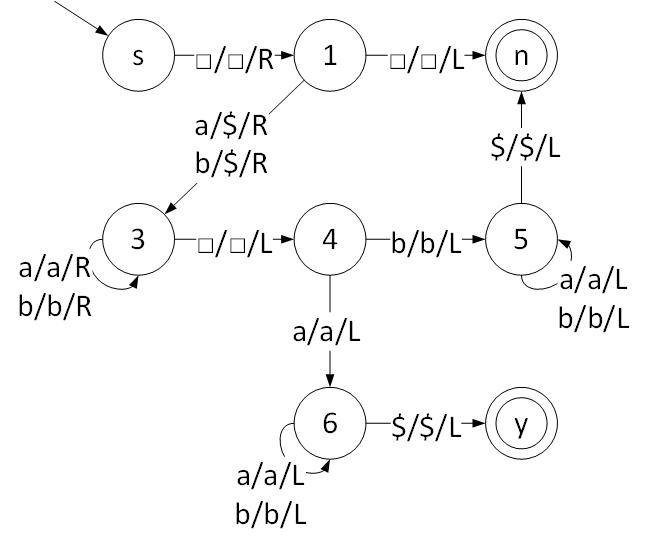 s
□/□/R
1
□/□/L
n
a/$/R
b/$/R
$/$/L
3
□/□/L
4
b/b/L
5
a/a/R
b/b/R
a/a/L
b/b/L
a/a/L
6
$/$/L
y
a/a/L
b/b/L